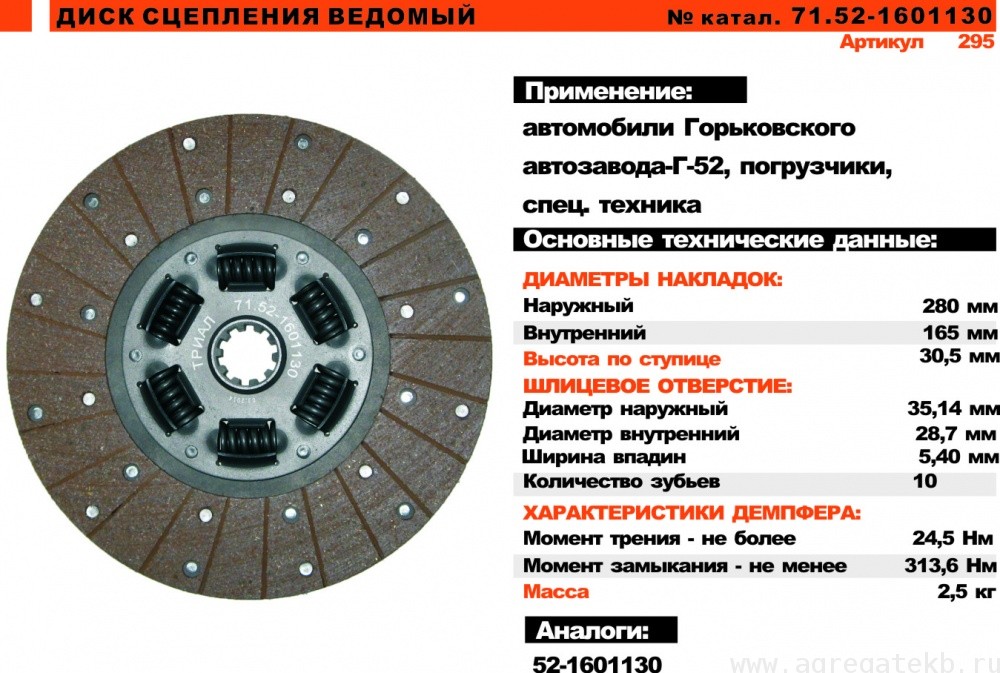 ДИСК СЦЕПЛЕНИЯ ВЕДОМЫЙ
№ катал. 71.52-1601130
Артикул 295
Применение:
автомобили Горьковского
автозавода-Г-52, погрузчики,
спец. техника
Основные технические данные:
ДИАМЕТРЫ НАКЛАДОК:
Наружный 280 мм
Внутренний 165 мм
Высота по ступице 30,5 мм
ШЛИЦЕВОЕ ОТВЕРСТИЕ:
Диаметр наружный 35,14 мм
Диаметр внутренний 28,7 мм
Ширина впадин 5,40 мм
Количество зубьев 10
ХАРАКТЕРИСТИКИ ДЕМПФЕРА:
Момент трения - не более 24,5 Нм
Момент замыкания - не менее 313,6 Нм
Масса 2,5 кг
Аналоги:
52-1601130
ТРИАЛ 71.52-1601130
www.agregatekb.ru